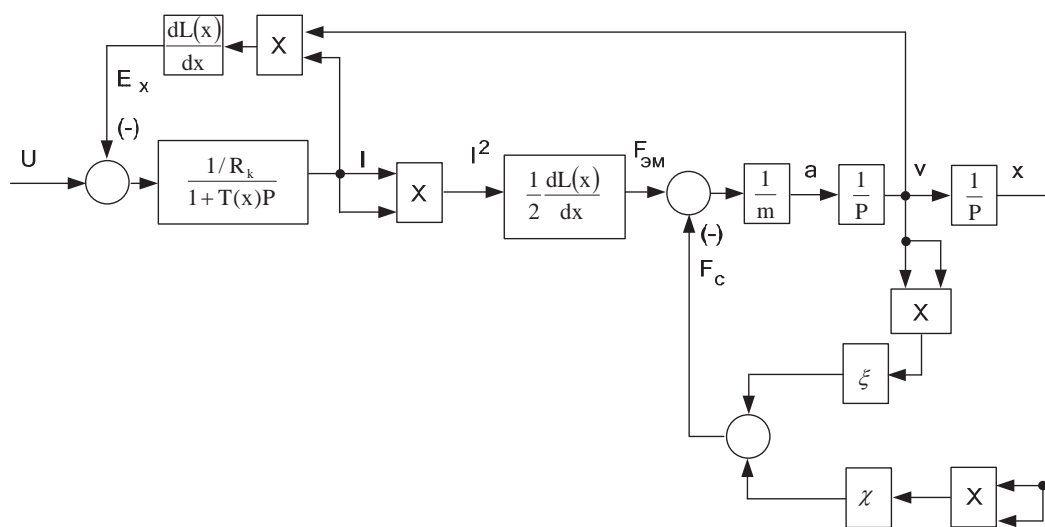 dL(x)
dx
X
E x
(-)
U
1/R k
1 + T(x)P
I
X
I 2
1 dL(x)
2 dx
F ЭМ
(-)
F c
1
m
a
1
P
v
1
P
x
X
ξ
χ
X